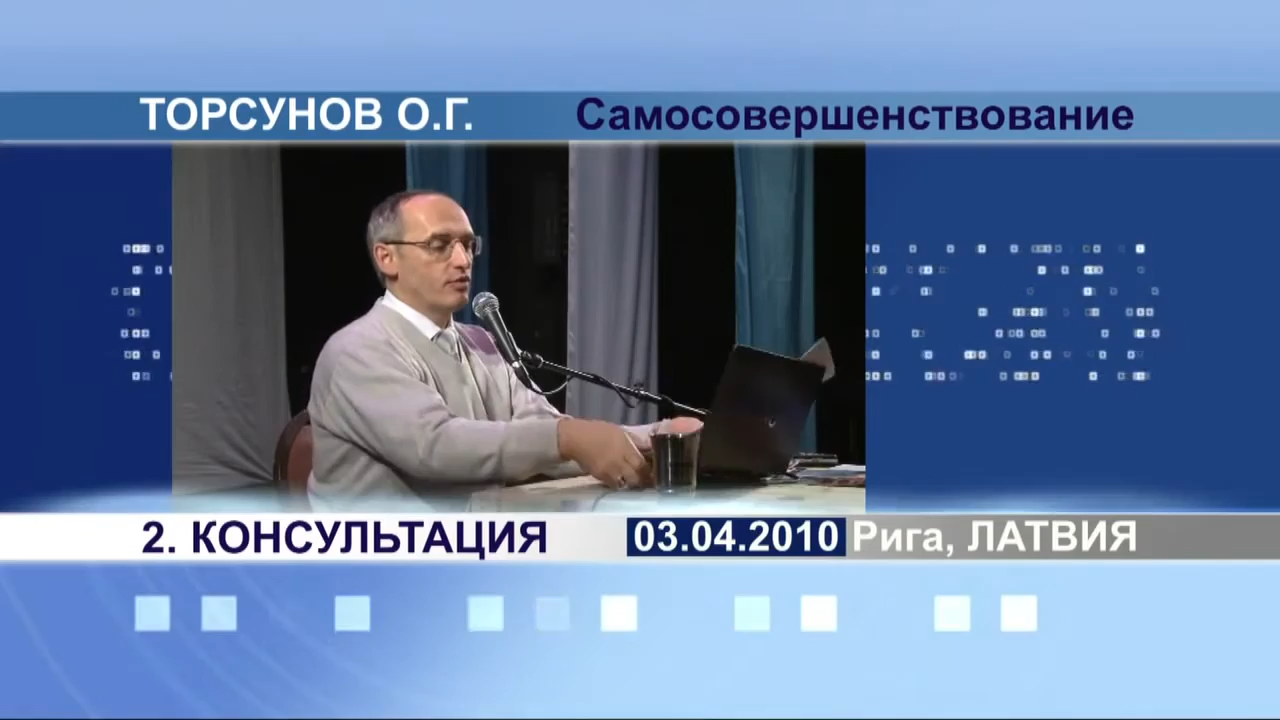 ТОРСУНОВ О.Г. Самосовершенствование
2. КОНСУЛЬТАЦИЯ 03.04.2010 Рига, ЛАТВИЯ